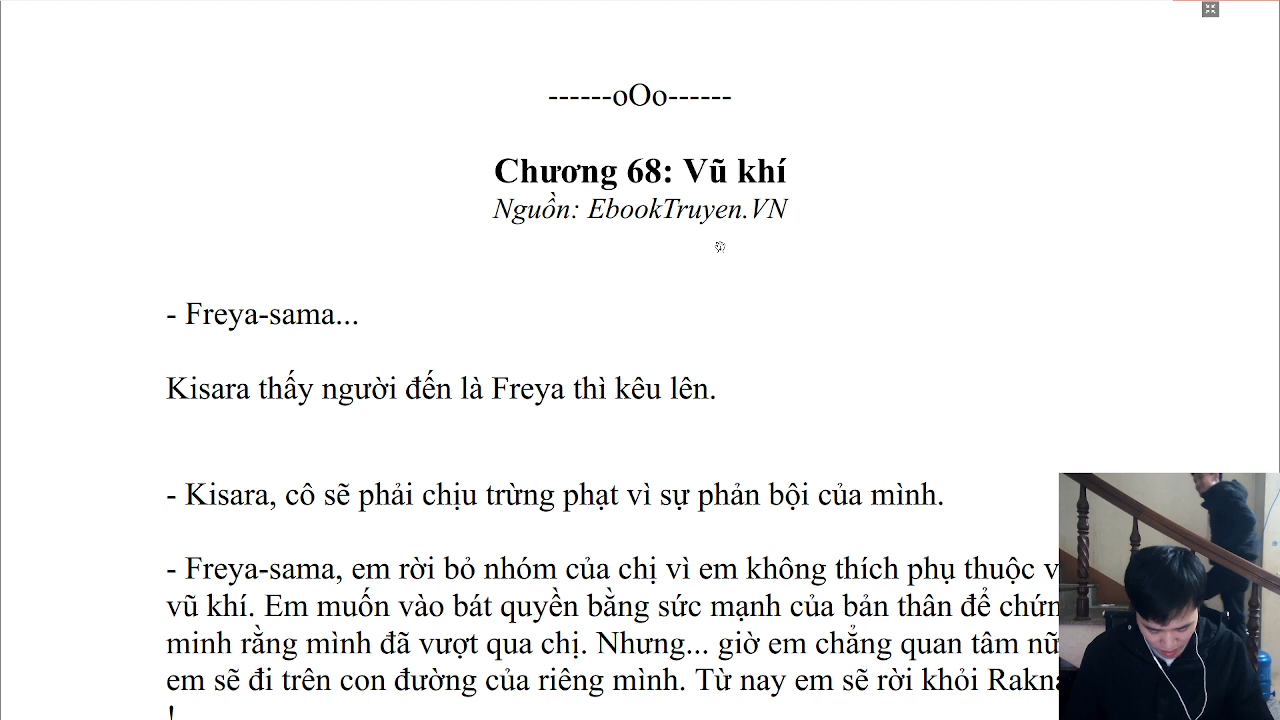 ------oOo------
Chương 68: Vũ khí
Nguồn: EbookTruyen.VN
- Freya-sama...
Kisara thấy người đến là Freya thì kêu lên.
- Kisara, cô sẽ phải chịu trừng phạt vì sự phản bội của mình.
- Freya-sama, em rời bỏ nhóm của chị vì em không thích phụ thuộc
vũ khí. Em muốn vào bát quyền bằng sức mạnh của bản thân để
minh rằng mình đã vượt qua chị. Nhưng... giờ em chẳng quan tâm
em sẽ đi trên con đường của riêng mình. Từ nay em sẽ rời khỏi
!